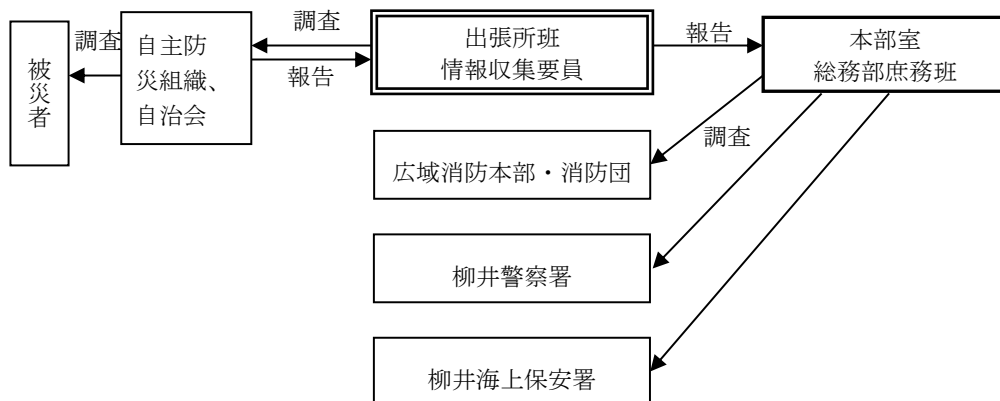 被災者
調査
自主防
災組織、
自治会
調査
報告
出張所班
情報収集要員
報告
本部室
総務部庶務班
調査
広域消防本部・消防団
柳井警察署
柳井海上保安署